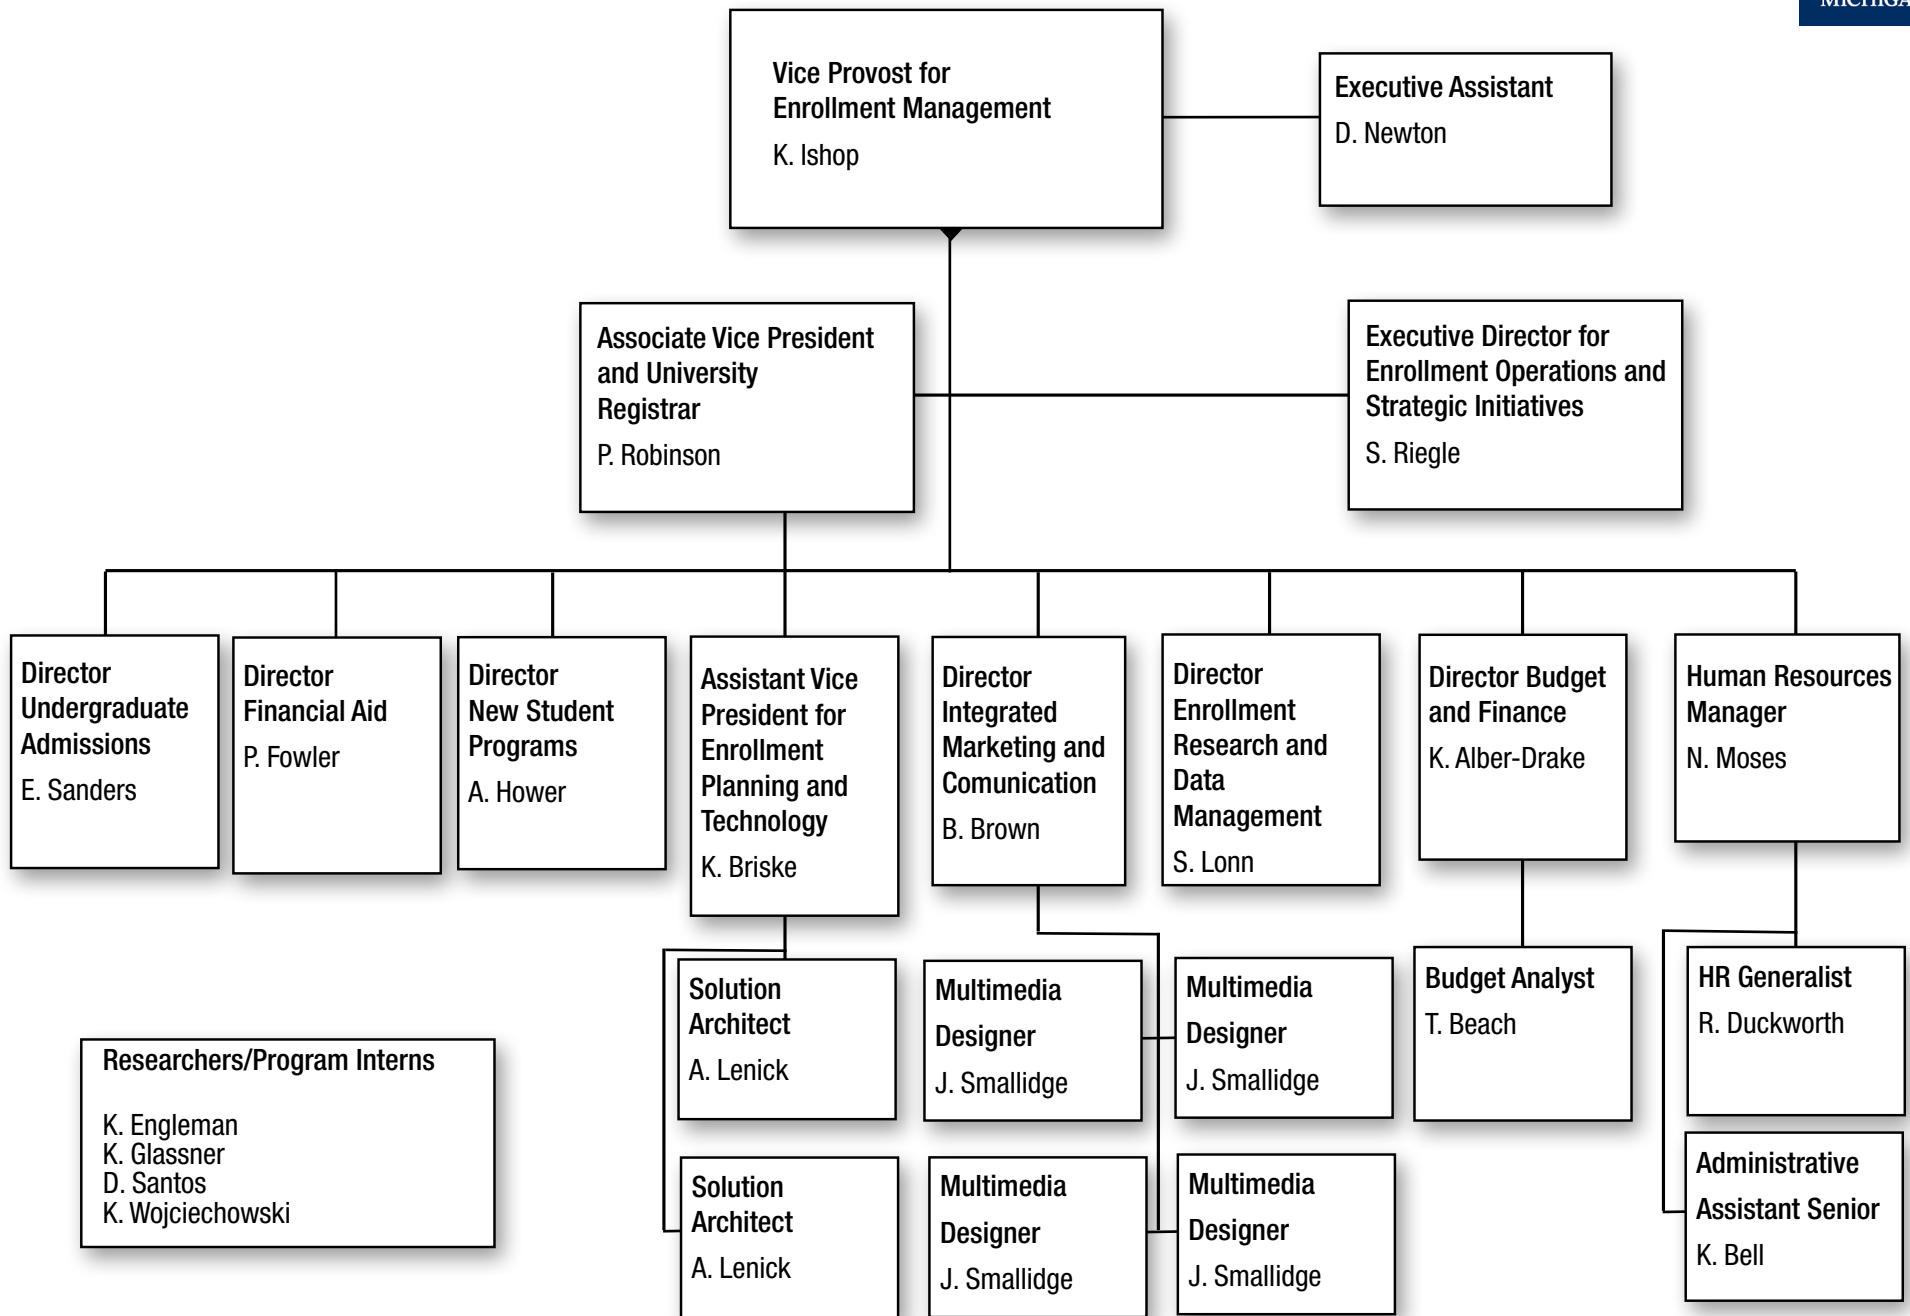 MICHIGA
Vice Provost for
Enrollment Management
K. Ishop
Executive Assistant
D. Newton
Associate Vice President
and University
Registrar
P. Robinson
Executive Director for
Enrollment Operations and
Strategic Initiatives
S. Riegle
Director
Undergraduate
Admissions
E. Sanders
Director
Financial Aid
P. Fowler
Director
New Student
Programs
A. Hower
Assistant Vice
President for
Enrollment
Planning and
Technology
K. Briske
Director
Integrated
Marketing and
Comunication
B. Brown
Director
Enrollment
Research and
Data
Management
S. Lonn
Director Budget
and Finance
K. Alber-Drake
Human Resources
Manager
N. Moses
Solution
Architect
A. Lenick
Multimedia
Designer
J. Smallidge
Multimedia
Designer
J. Smallidge
Budget Analyst
T. Beach
HR Generalist
R. Duckworth
Researchers/Program Interns
K. Engleman
K. Glassner
D. Santos
K. Wojciechowski
Solution
Architect
A. Lenick
Multimedia
Designer
J. Smallidge
Multimedia
Designer
J. Smallidge
Administrative
Assistant Senior
K. Bell